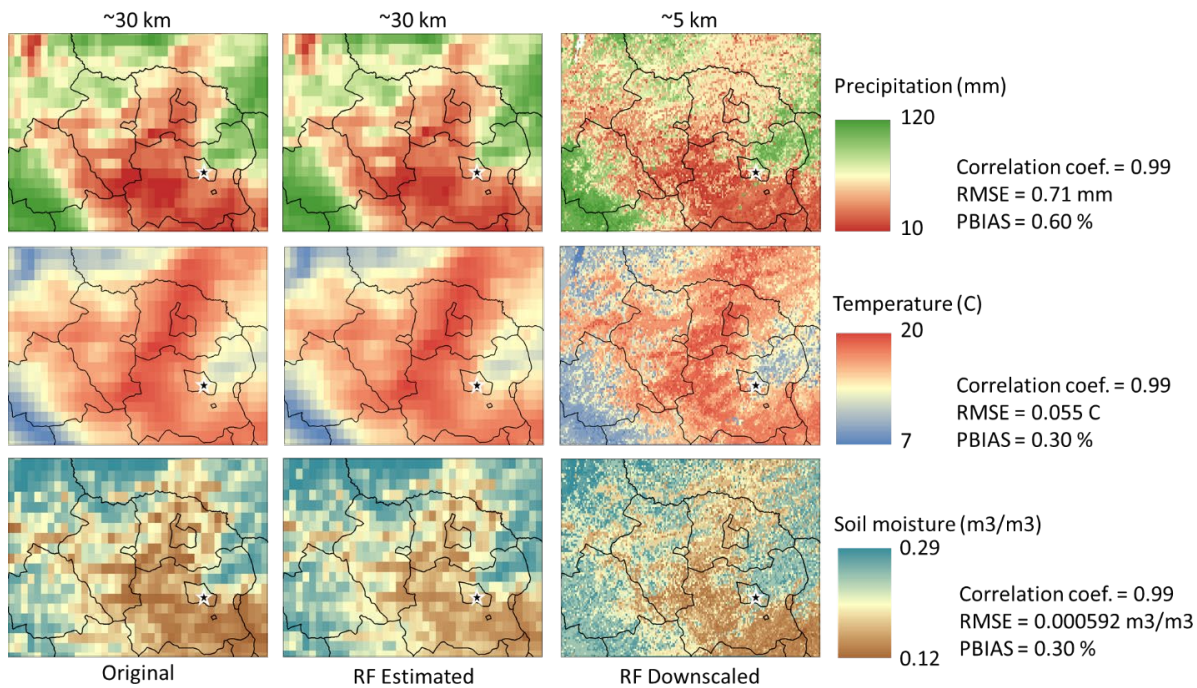 ~30 km
~30 km
~5 km
Precipitation (mm)
120
10
Correlation coef. = 0.99
RMSE = 0.71 mm
PBIAS = 0.60 %
Temperature (C)
20
7
Correlation coef. = 0.99
RMSE = 0.055 C
PBIAS = 0.30 %
Soil moisture (m3/m3)
0.29
0.12
Correlation coef. = 0.99
RMSE = 0.000592 m3/m3
PBIAS = 0.30 %
Original
RF Estimated
RF Downscaled